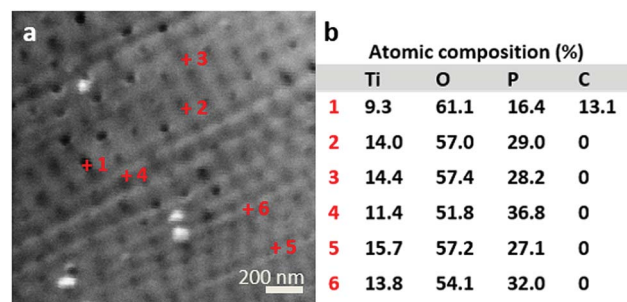 a
+ 3
+ 2
+ 1
+ 4
+ 6
+ 5
200 nm
b
Atomic composition (%)
Ti O P C
1 9.3 61.1 16.4 13.1
2 14.0 57.0 29.0 0
3 14.4 57.4 28.2 0
4 11.4 51.8 36.8 0
5 15.7 57.2 27.1 0
6 13.8 54.1 32.0 0